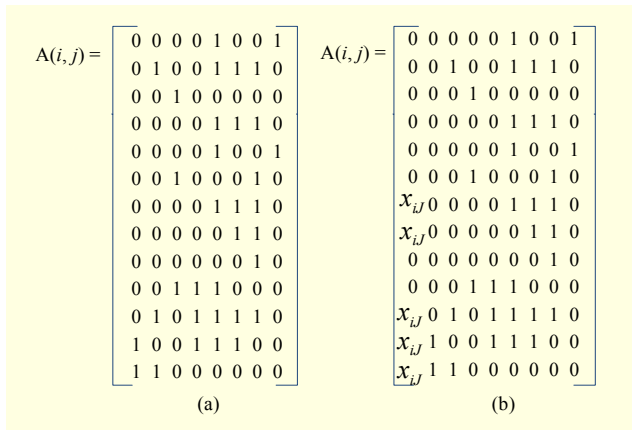 A(i, j) =
0 0 0 0 1 0 0 1
0 1 0 0 1 1 1 0
0 0 1 0 0 0 0 0
0 0 0 0 1 1 1 0
0 0 0 0 1 0 0 1
0 0 1 0 0 0 1 0
0 0 0 0 1 1 1 0
0 0 0 0 0 1 1 0
0 0 0 0 0 0 1 0
0 0 1 1 1 0 0 0
0 1 0 1 1 1 1 0
1 0 0 1 1 1 0 0
1 1 0 0 0 0 0 0
(a)
A(i, j) =
0 0 0 0 0 1 0 0 1
0 0 1 0 0 1 1 1 0
0 0 0 1 0 0 0 0 0
0 0 0 0 0 1 1 1 0
0 0 0 0 0 1 0 0 1
0 0 0 1 0 0 0 1 0
x_iJ 0 0 0 0 1 1 1 0
x_iJ 0 0 0 0 0 1 1 0
0 0 0 0 0 0 0 1 0
0 0 0 1 1 1 0 0 0
x_iJ 0 1 0 1 1 1 1 0
x_iJ 1 0 0 1 1 1 0 0
x_iJ 1 1 0 0 0 0 0 0
(b)